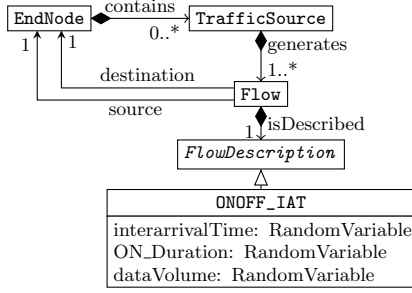 contains
EndNode TrafficSource
1 1 0..*
generates
1..*
destination
Flow
source
isDescribed
1
FlowDescription
ONOFF_IAT
interarrivalTime: RandomVariable
ON_Duration: RandomVariable
dataVolume: RandomVariable